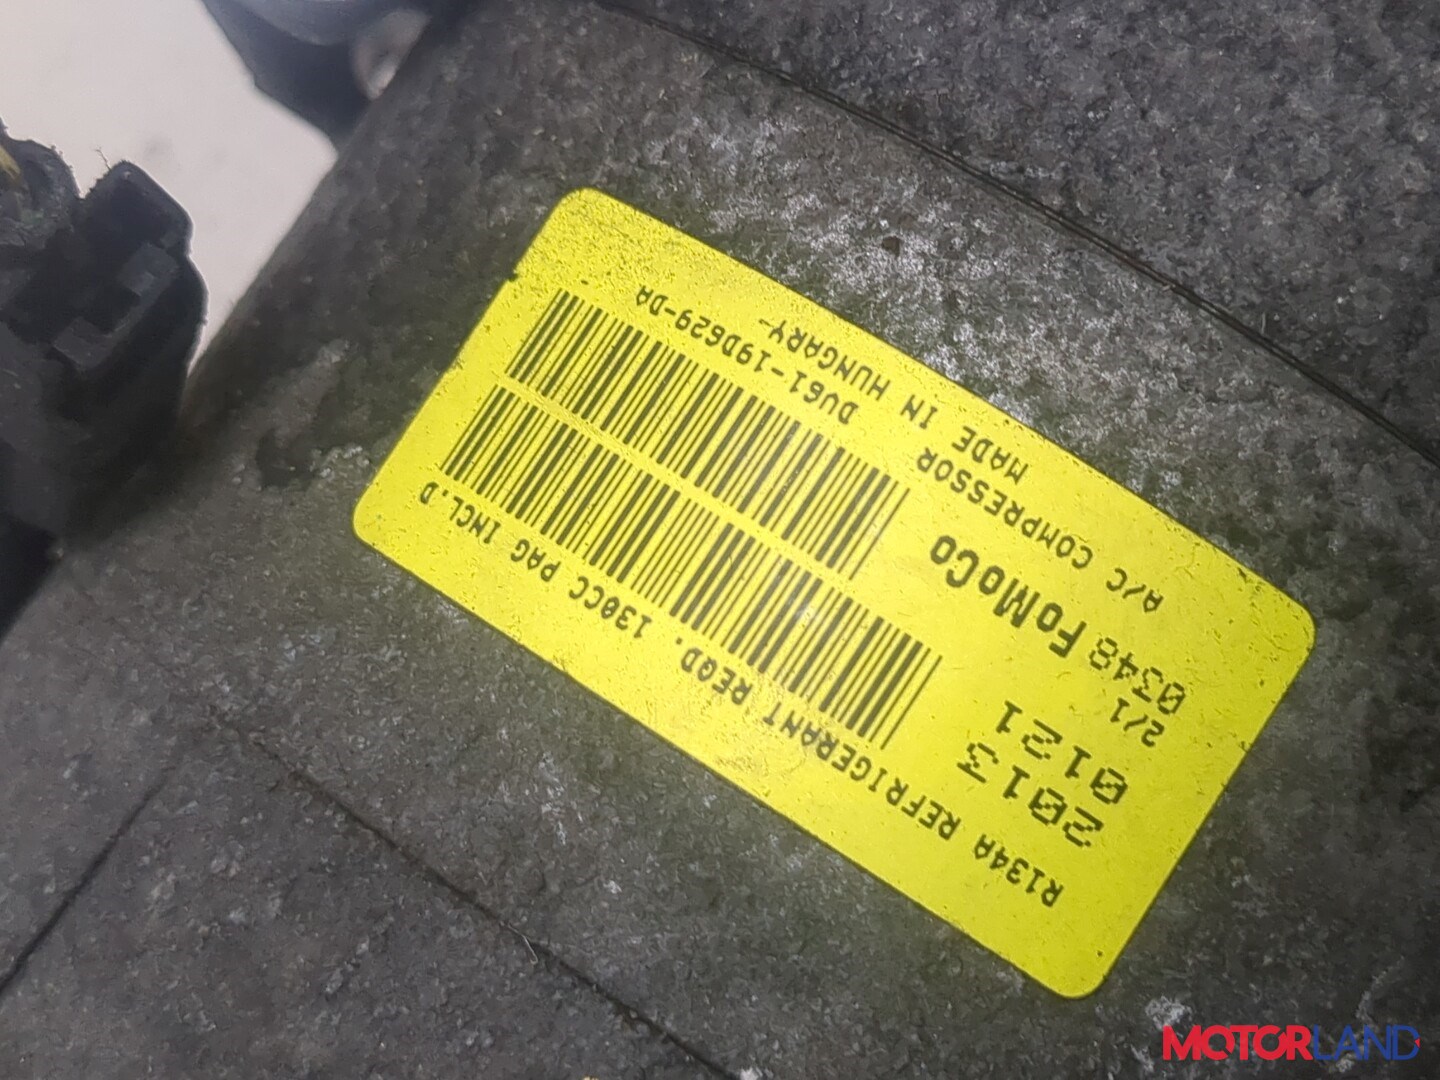 A/C COMPRESSOR
MADE IN HUNGARY-
0348 FoMoCo
DV61-19D629-DA
2/1
0121
2013
R134A REFRIGERANT REQD. 130CC PAG INCL.D
MOTORLAND